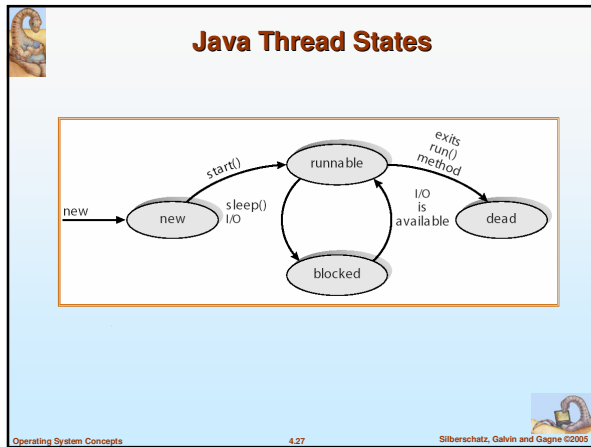 Java Thread States
new
new
start()
runnable
exits
run()
method
sleep()
I/O
I/O
is
available
dead
blocked
Operating System Concepts
4.27
Silberschatz, Galvin and Gagne ©2005